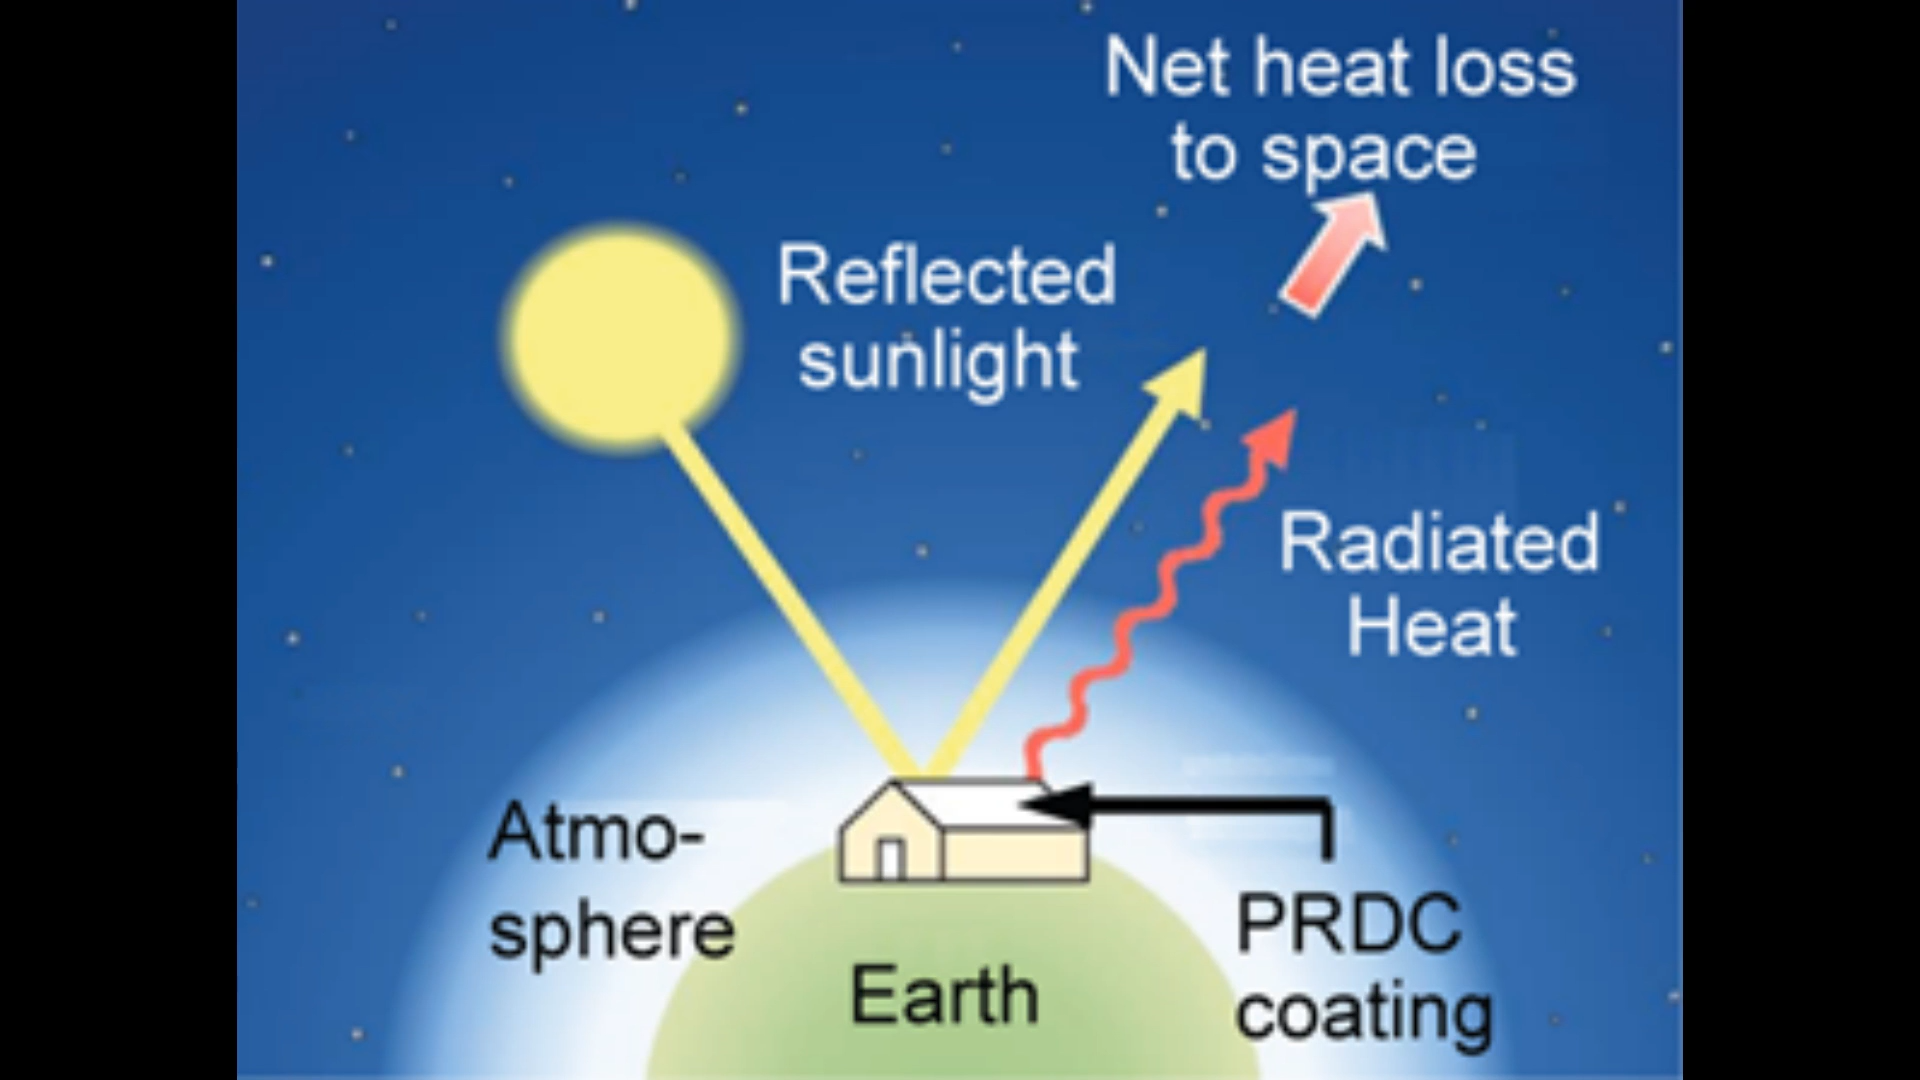 Net heat loss
to space
Reflected
sunlight
Radiated
Heat
Atmo-
sphere
Earth
PRDC
coating